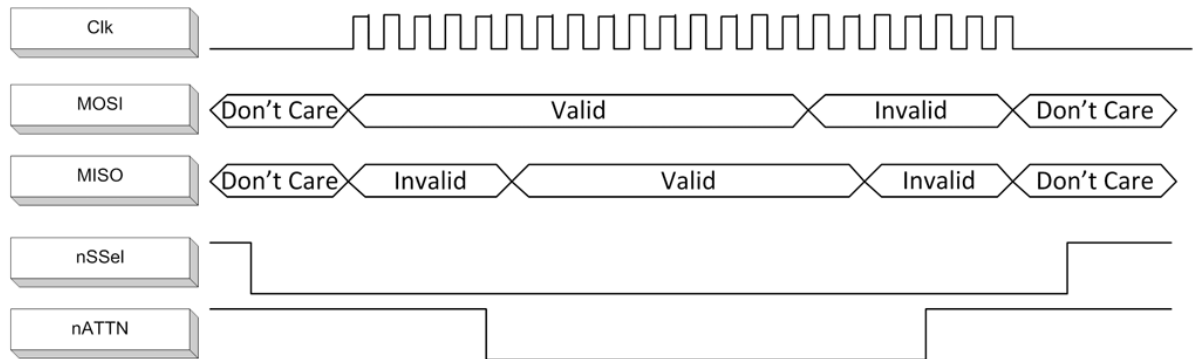 Clk
MOSI
Don't Care Valid Invalid Don't Care
MISO
Don't Care Invalid Valid Invalid Don't Care
nSSel
nATTN